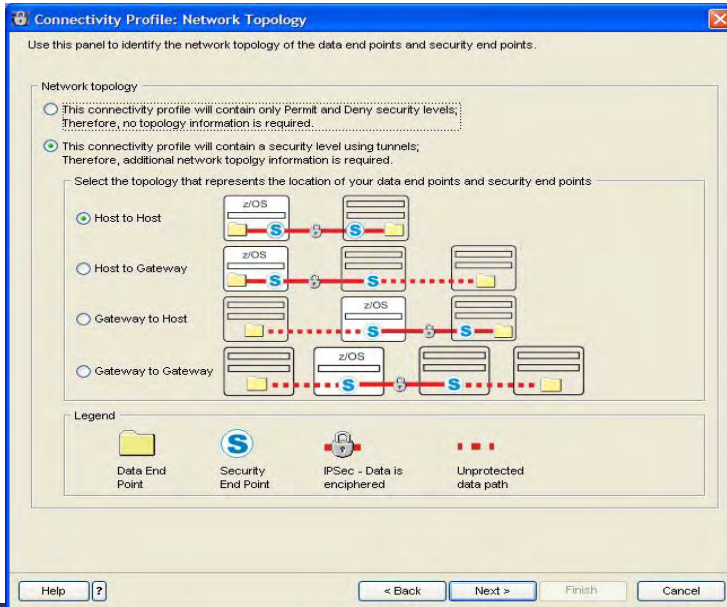 Connectivity Profile: Network Topology
Use this panel to identify the network topology of the data end points and security end points.
Network topology
This connectivity profile will contain only Permit and Deny security levels;
Therefore, no topology information is required.
This connectivity profile will contain a security level using tunnels;
Therefore, additional network topolgy information is required.
Select the topology that represents the location of your data end points and security end points
Host to Host
z/OS
S
S
Host to Gateway
z/OS
S
S
Gateway to Host
z/OS
S
S
Gateway to Gateway
z/OS
S
S
Legend
S
Data End
Point
Security
End Point
IPSec - Data is
enciphered
Unprotected
data path
Help
?
< Back
Next >
Finish
Cancel